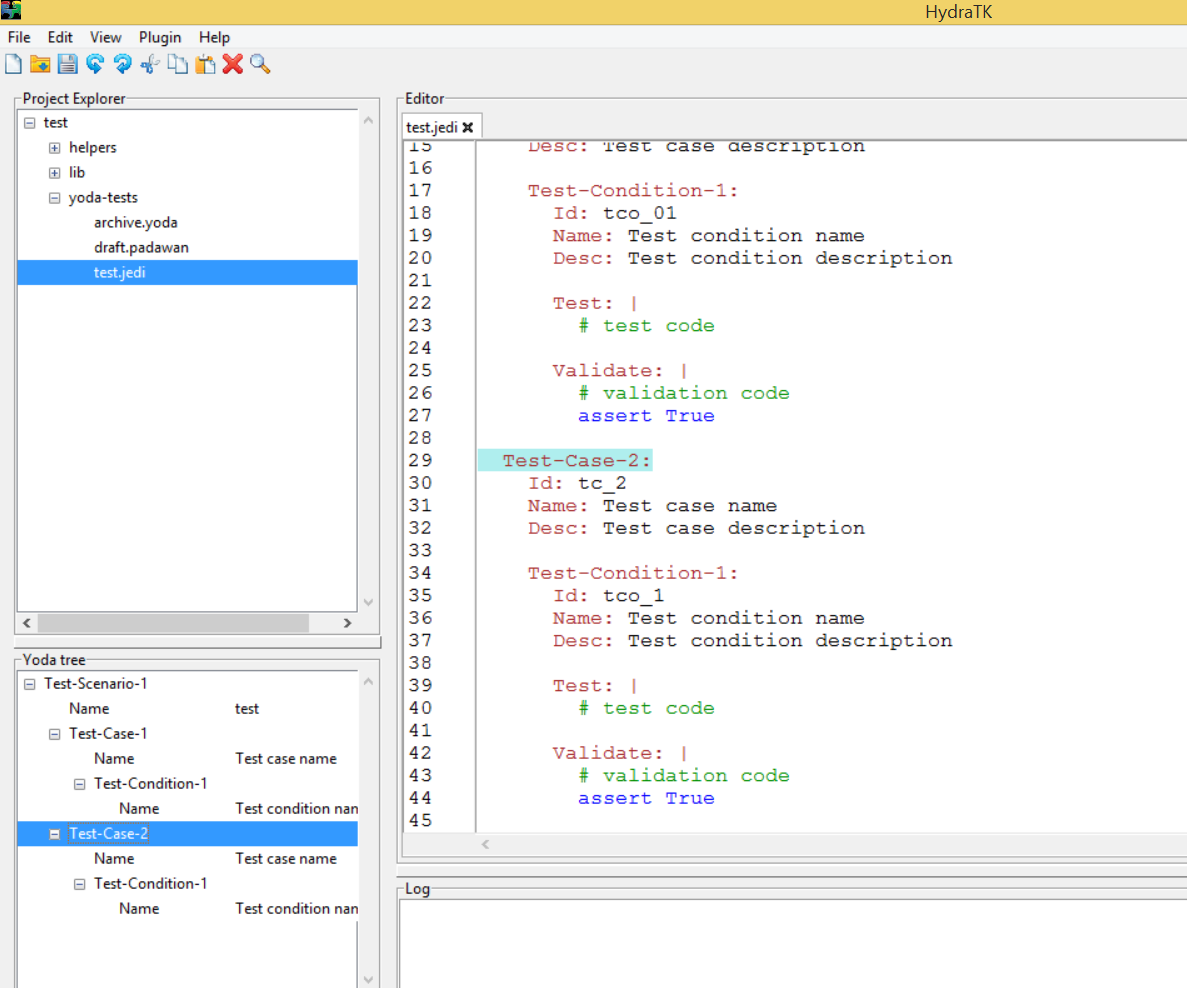 HydraTK
File Edit View Plugin Help
Project Explorer
test
helpers
lib
yoda-tests
archive.yoda
draft.padawan
test.jedi
Yoda tree
Test-Scenario-1
Name test
Test-Case-1
Name Test case name
Test-Condition-1
Name Test condition nan
Test-Case-2
Name Test case name
Test-Condition-1
Name Test condition nan
Editor
test.jedi
15 Desc: Test case description
16
17 Test-Condition-1:
18 Id: tco_01
19 Name: Test condition name
20 Desc: Test condition description
21
22 Test: |
23 # test code
24
25 Validate: |
26 # validation code
27 assert True
28
29 Test-Case-2:
30 Id: tc_2
31 Name: Test case name
32 Desc: Test case description
33
34 Test-Condition-1:
35 Id: tco_1
36 Name: Test condition name
37 Desc: Test condition description
38
39 Test: |
40 # test code
41
42 Validate: |
43 # validation code
44 assert True
45
Log